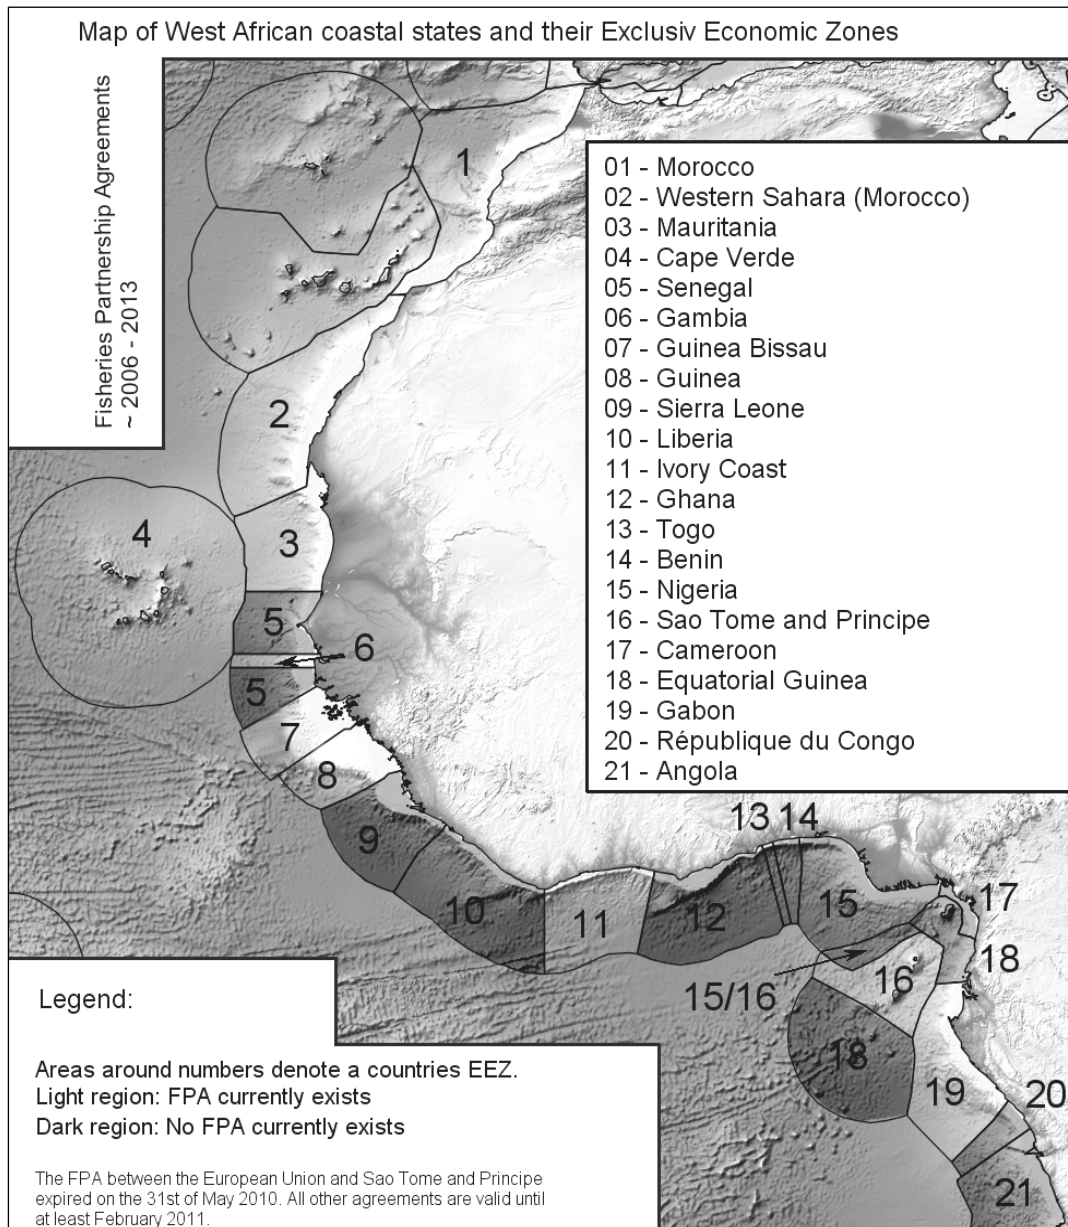 Map of West African coastal states and their Exclusiv Economic Zones
Fisheries Partnership Agreements
~ 2006 - 2013
01 - Morocco
02 - Western Sahara (Morocco)
03 - Mauritania
04 - Cape Verde
05 - Senegal
06 - Gambia
07 - Guinea Bissau
08 - Guinea
09 - Sierra Leone
10 - Liberia
11 - Ivory Coast
12 - Ghana
13 - Togo
14 - Benin
15 - Nigeria
16 - Sao Tome and Principe
17 - Cameroon
18 - Equatorial Guinea
19 - Gabon
20 - République du Congo
21 - Angola
1
2
3
4
5
6
5
7
8
9
10
11
12
13
14
15
17
18
16
15/16
18
19
20
21
Legend:
Areas around numbers denote a countries EEZ.
Light region: FPA currently exists
Dark region: No FPA currently exists
The FPA between the European Union and Sao Tome and Principe
expired on the 31st of May 2010. All other agreements are valid until
at least February 2011.